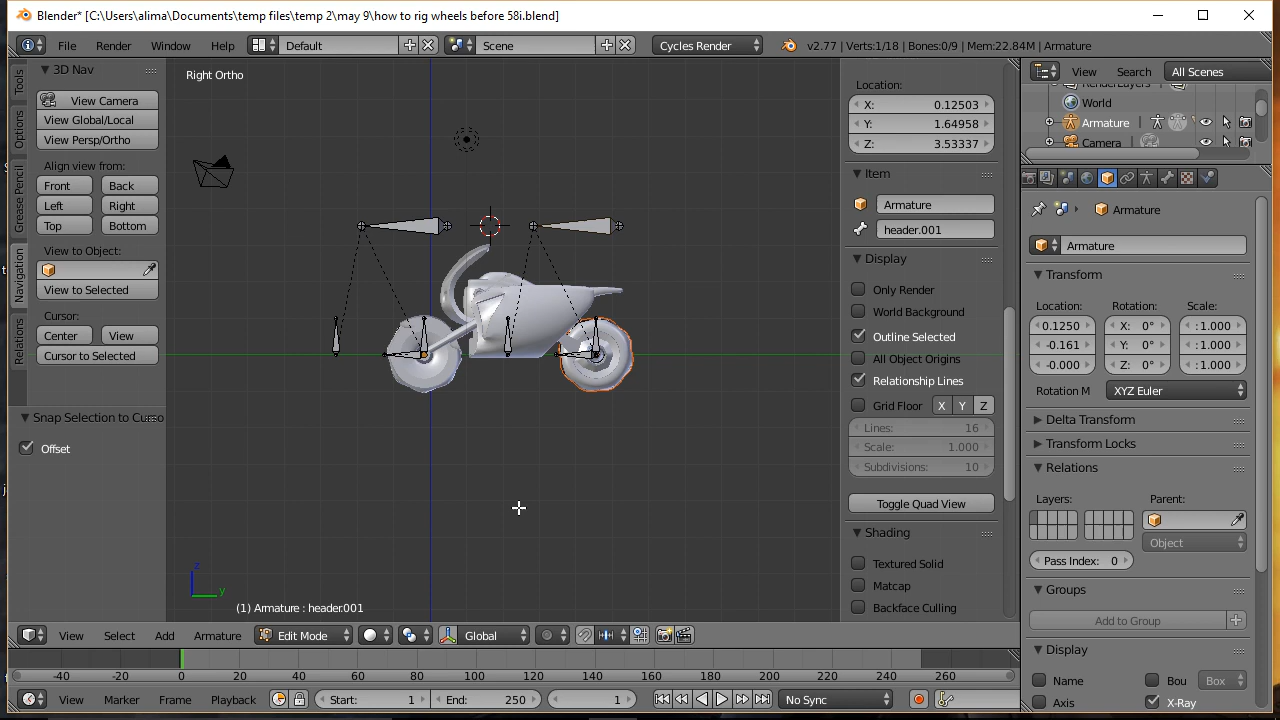 Blender* [C:\Users\alima\Documents\temp files\temp 2\may 9\how to rig wheels before 58i.blend]
File Render Window Help Default Scene Cycles Render v2.77 | Verts:1/18 | Bones:0/9 | Mem:22.84M | Armature
Tools
Options
Grease Pencil
Navigation
Relations
3D Nav
View Camera
View Global/Local
View Persp/Ortho
Align view from:
Front Back
Left Right
Top Bottom
View to Object:
View to Selected
Cursor:
Center View
Cursor to Selected
Snap Selection to Curso
Offset
Right Ortho
z
y
(1) Armature : header.001
Location:
X: 0.12503
Y: 1.64958
Z: 3.53337
Item
Armature
header.001
Display
Only Render
World Background
Outline Selected
All Object Origins
Relationship Lines
Grid Floor X Y Z
Lines: 16
Scale: 1.000
Subdivisions: 10
Toggle Quad View
Shading
Textured Solid
Matcap
Backface Culling
View Search All Scenes
RenderLayers
World
Armature
Camera
Armature
Armature
Transform
Location: Rotation: Scale:
0.1250 X: 0° : 1.000
-0.161 Y: 0° : 1.000
-0.000 Z: 0° : 1.000
Rotation M XYZ Euler
Delta Transform
Transform Locks
Relations
Layers: Parent:
Object
Pass Index: 0
Groups
Add to Group
Display
Name Bou Box
Axis X-Ray
View Select Add Armature Edit Mode Global
-40 -20 0 20 40 60 80 100 120 140 160 180 200 220 240 260
View Marker Frame Playback Start: 1 End: 250 1 No Sync